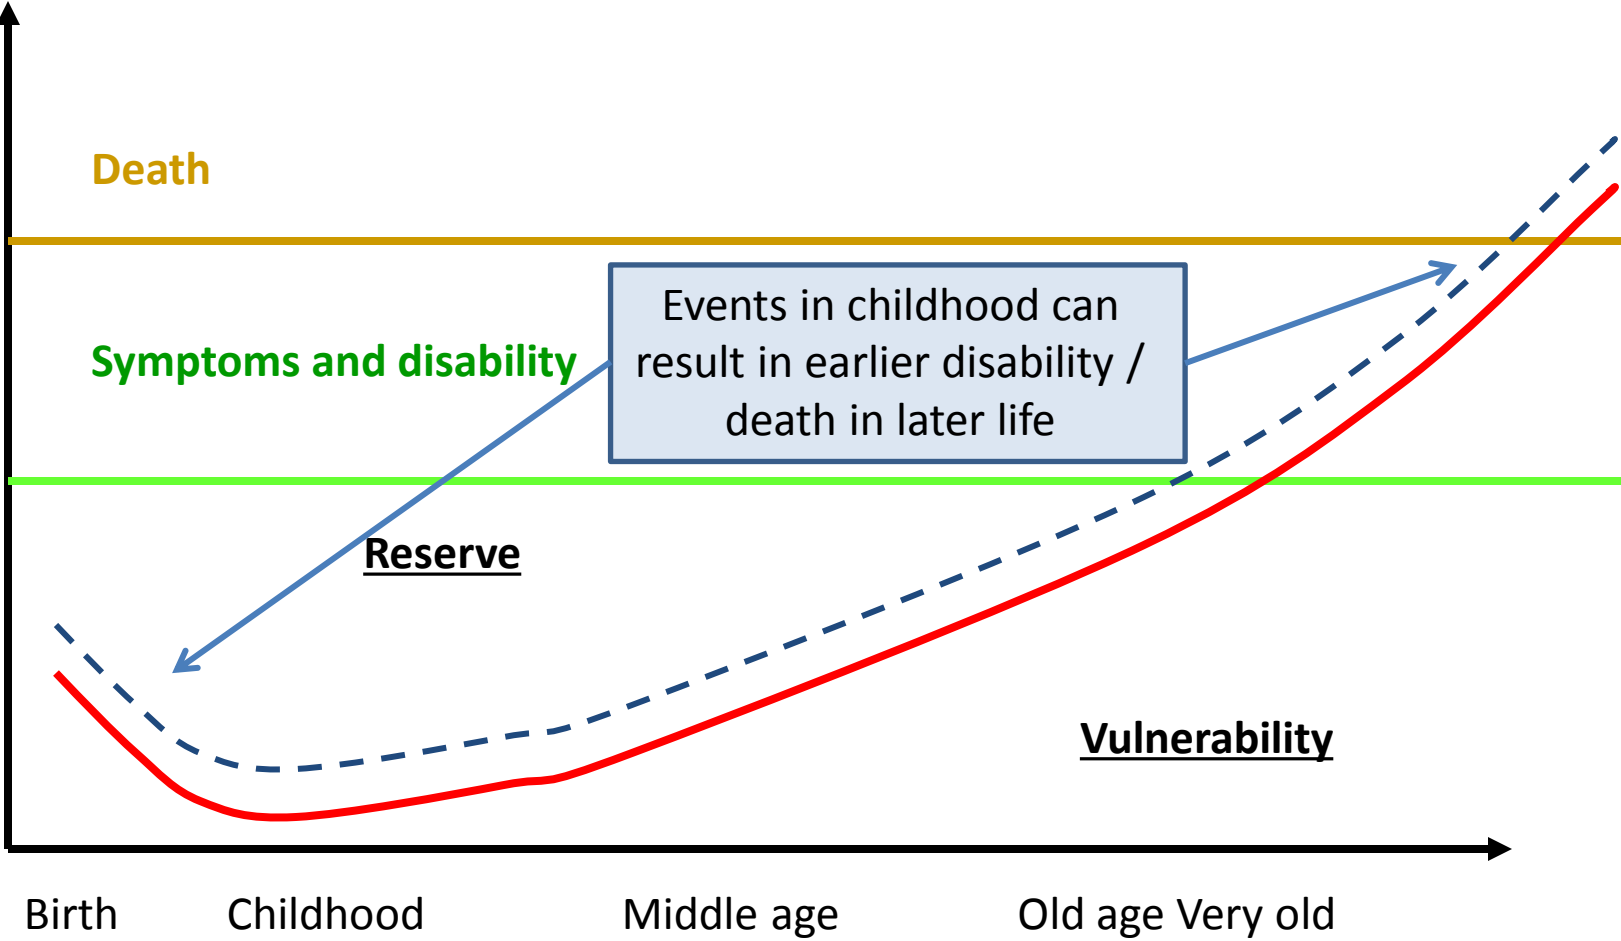 Death
Events in childhood can
result in earlier disability /
death in later life
Symptoms and disability
Reserve
Vulnerability
Birth Childhood Middle age Old age Very old